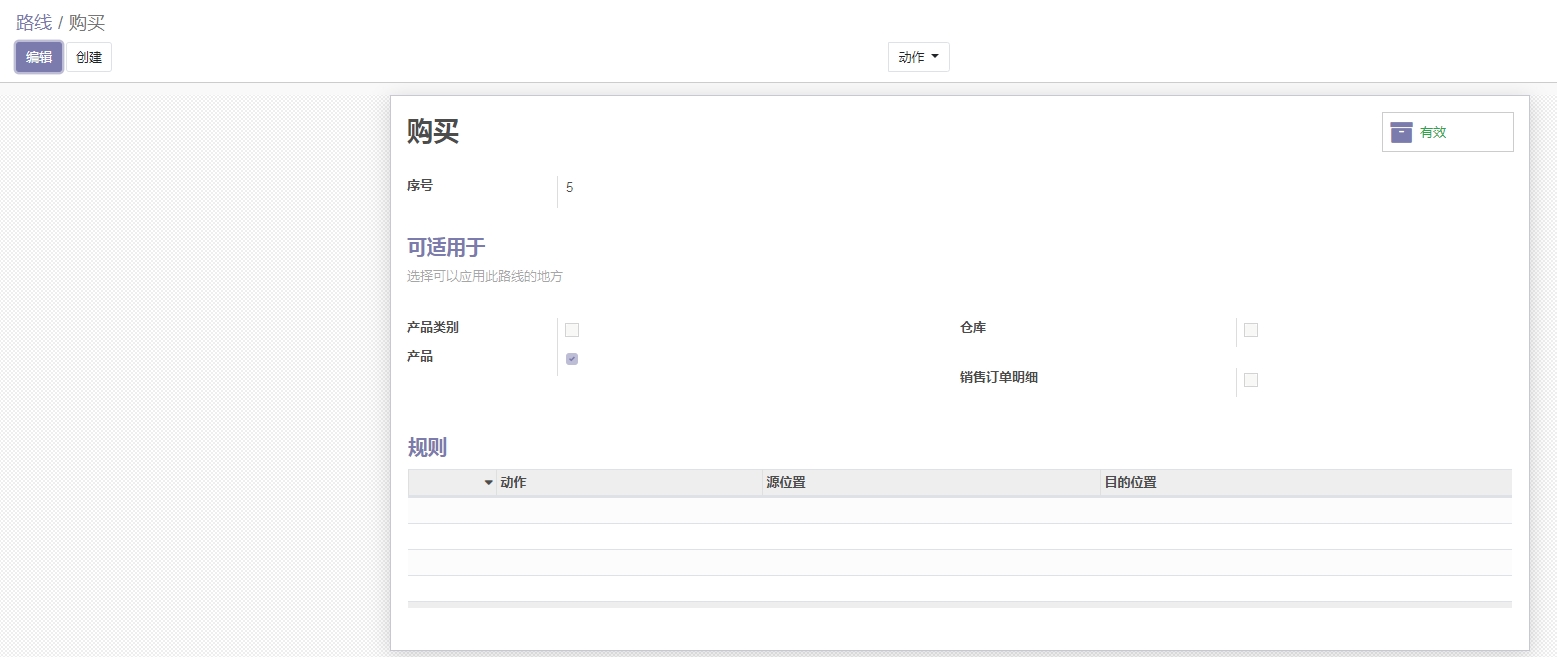 路线 / 购买
编辑 创建 动作
购买 有效
序号 5
可适用于
选择可以应用此路线的地方
产品类别 仓库
产品
销售订单明细
规则
动作 源位置 目的位置